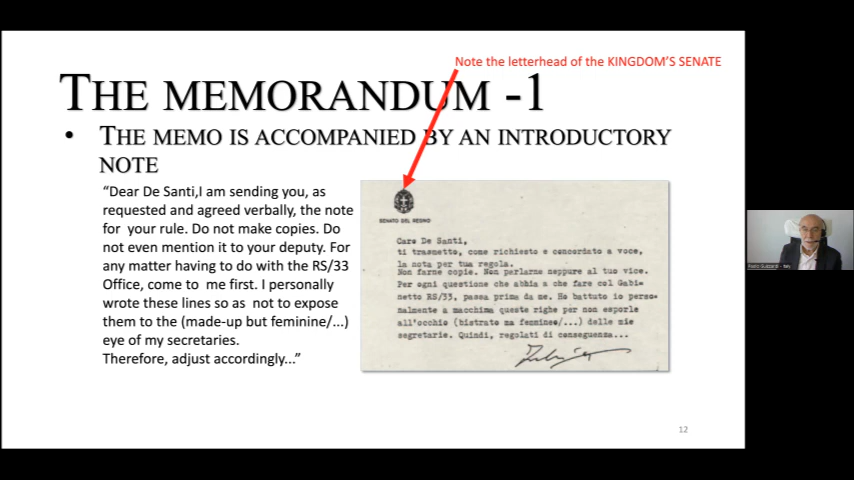 Note the letterhead of the KINGDOM'S SENATE
THE MEMORANDUM -1
• THE MEMO IS ACCOMPANIED BY AN INTRODUCTORY
NOTE
“Dear De Santi,I am sending you, as
requested and agreed verbally, the note
for your rule. Do not make copies. Do
not even mention it to your deputy. For
any matter having to do with the RS/33
Office, come to me first. I personally
wrote these lines so as not to expose
them to the (made-up but feminine/...)
eye of my secretaries.
Therefore, adjust accordingly...”
SENATO DEL REGNO
Caro De Santi,
ti trasmetto, come richiesto e concordato a voce,
la nota per tua regola.
Non farne copie. Non parlarne neppure al tuo vice.
Per ogni questione che abbia a che fare col Gabi-
netto RS/33, passa prima da me. Ho battuto io perso-
nalmente a macchina queste righe per non esporle
all'occhio (bistrato ma femmineo/...) delle mie
segretarie. Quindi, regolati di conseguenza...
12